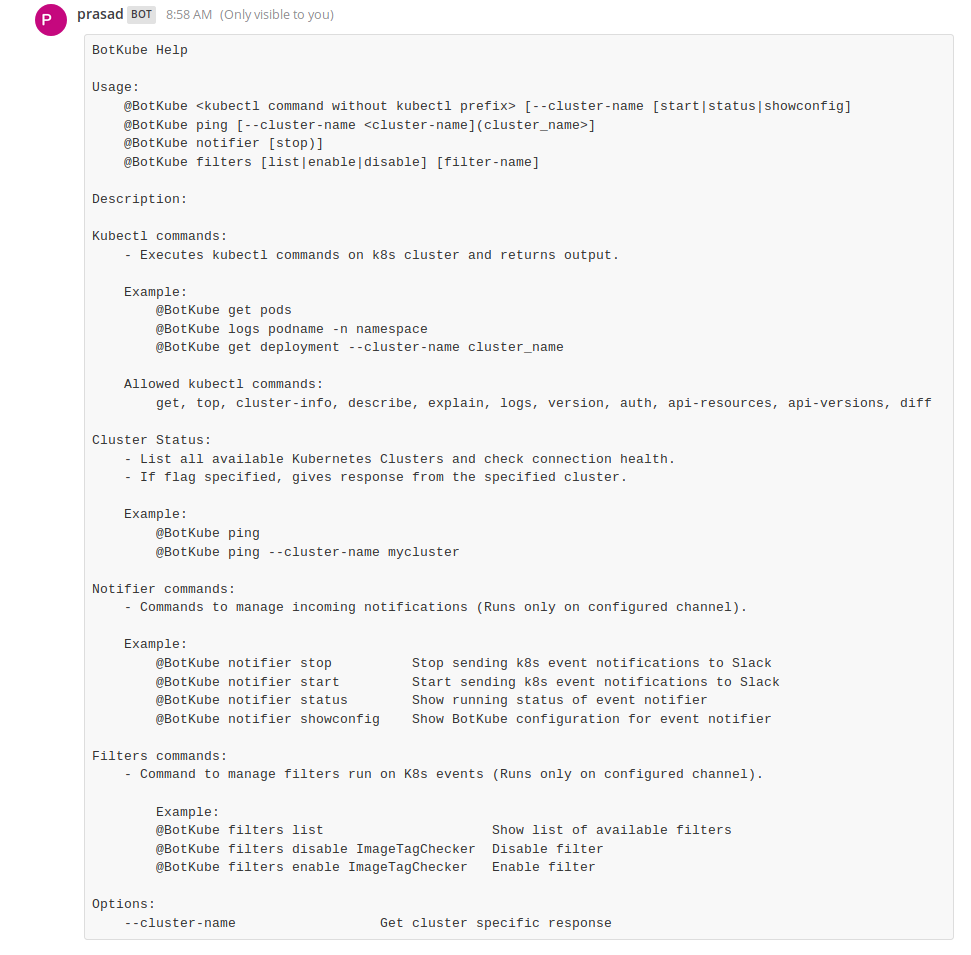 P
prasad BOT 8:58 AM (Only visible to you)
BotKube Help
Usage:
@BotKube <kubectl command without kubectl prefix> [--cluster-name [start|status|showconfig]
@BotKube ping [--cluster-name <cluster-name](cluster_name>]
@BotKube notifier [stop)]
@BotKube filters [list|enable|disable] [filter-name]
Description:
Kubectl commands:
- Executes kubectl commands on k8s cluster and returns output.
Example:
@BotKube get pods
@BotKube logs podname -n namespace
@BotKube get deployment --cluster-name cluster_name
Allowed kubectl commands:
get, top, cluster-info, describe, explain, logs, version, auth, api-resources, api-versions, diff
Cluster Status:
- List all available Kubernetes Clusters and check connection health.
- If flag specified, gives response from the specified cluster.
Example:
@BotKube ping
@BotKube ping --cluster-name mycluster
Notifier commands:
- Commands to manage incoming notifications (Runs only on configured channel).
Example:
@BotKube notifier stop Stop sending k8s event notifications to Slack
@BotKube notifier start Start sending k8s event notifications to Slack
@BotKube notifier status Show running status of event notifier
@BotKube notifier showconfig Show BotKube configuration for event notifier
Filters commands:
- Command to manage filters run on K8s events (Runs only on configured channel).
Example:
@BotKube filters list Show list of available filters
@BotKube filters disable ImageTagChecker Disable filter
@BotKube filters enable ImageTagChecker Enable filter
Options:
--cluster-name Get cluster specific response